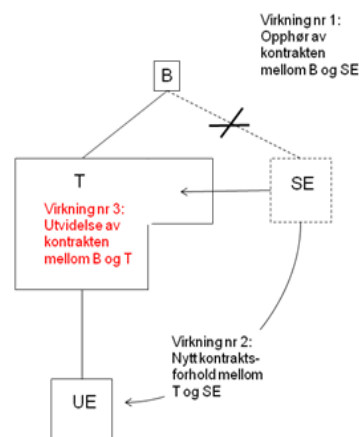 Virkning nr 1:
Opphør av
kontrakten
mellom B og SE
B
T
SE
Virkning nr 3:
Utvidelse av
kontrakten
mellom B og T
Virkning nr 2:
Nytt kontrakts-
forhold mellom
T og SE
UE